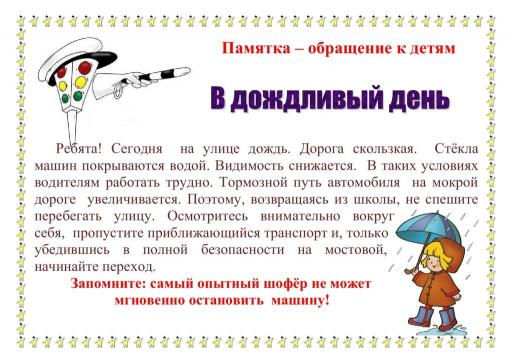 Памятка – обращение к детям
В дождливый день
Ребята! Сегодня на улице дождь. Дорога скользкая. Стёкла
машин покрываются водой. Видимость снижается. В таких условиях
водителям работать трудно. Тормозной путь автомобиля на мокрой
дороге увеличивается. Поэтому, возвращаясь из школы, не спешите
перебегать улицу. Осмотритесь внимательно вокруг
себя, пропустите приближающийся транспорт и, только
убедившись в полной безопасности на мостовой,
начинайте переход.
Запомните: самый опытный шофёр не может
мгновенно остановить машину!